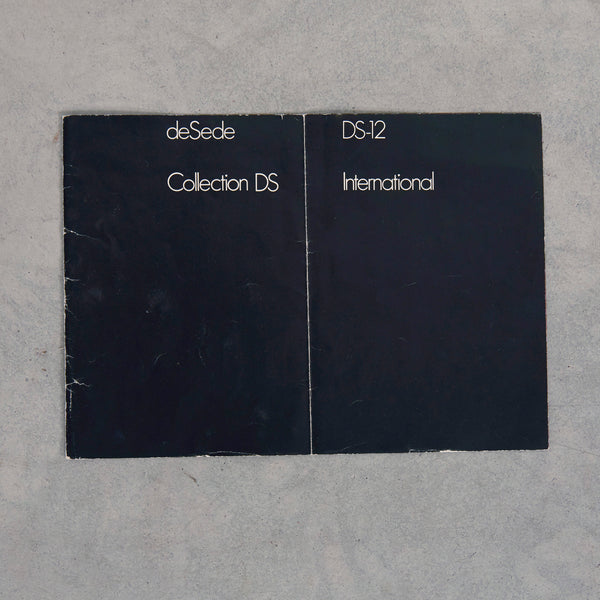 deSede
Collection DS
DS-12
International